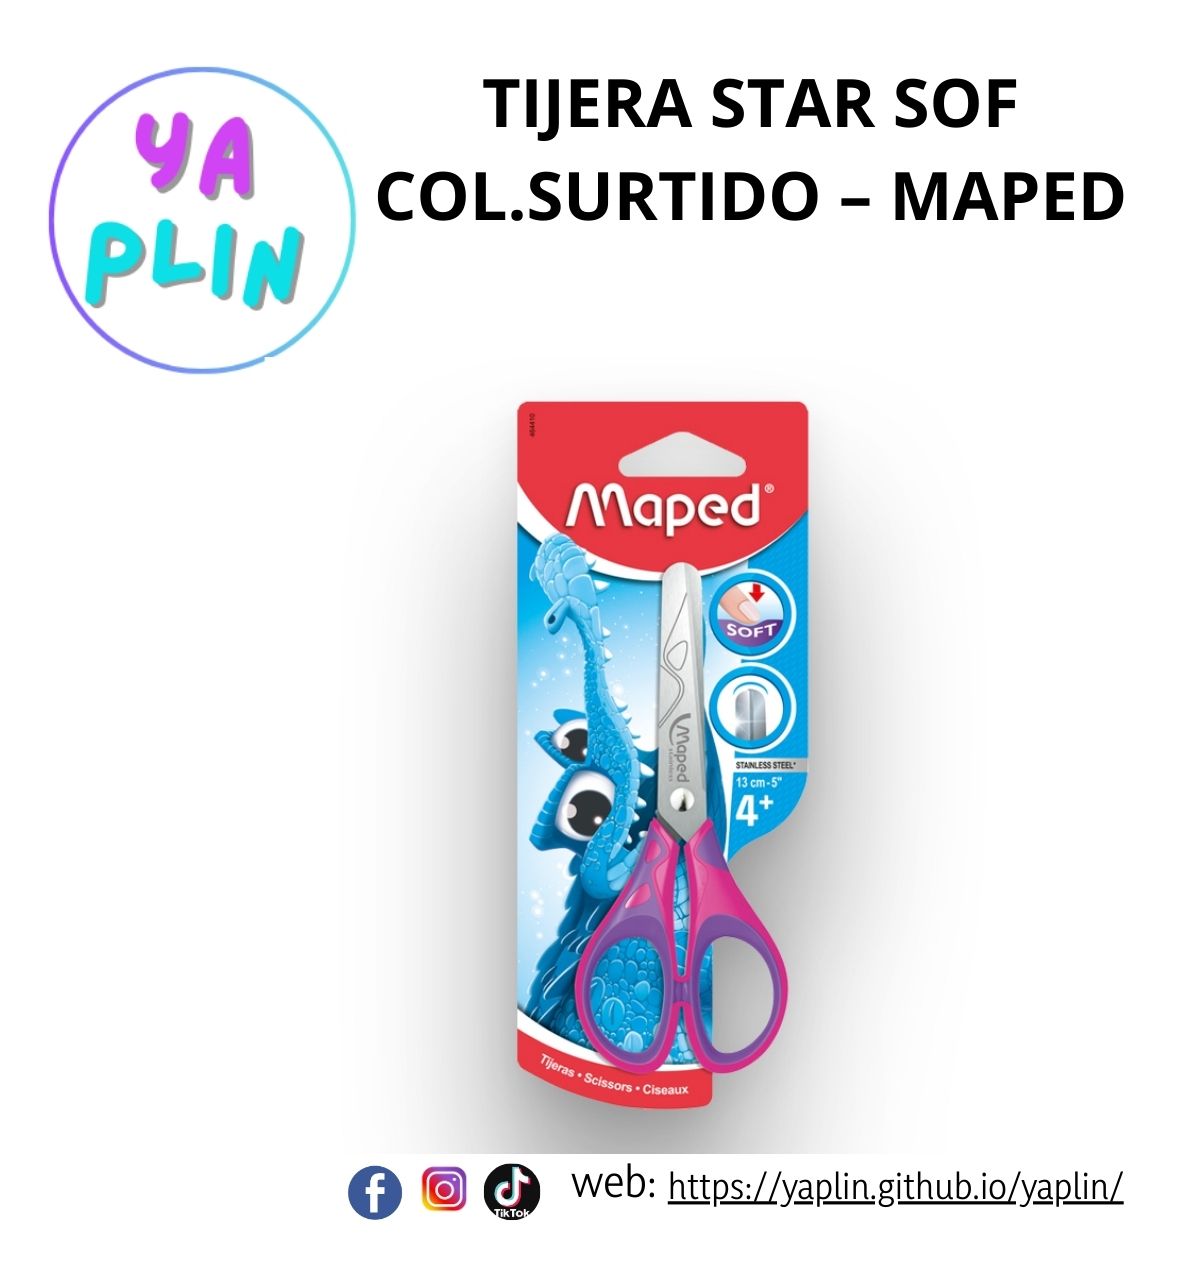 YA
PLIN
TIJERA STAR SOF
COL.SURTIDO – MAPED
464410
Maped®
SOFT
Maped
STAINLESS STEEL*
13 cm - 5"
4+
Tijeras • Scissors • Ciseaux
TikTok
web: https://yaplin.github.io/yaplin/